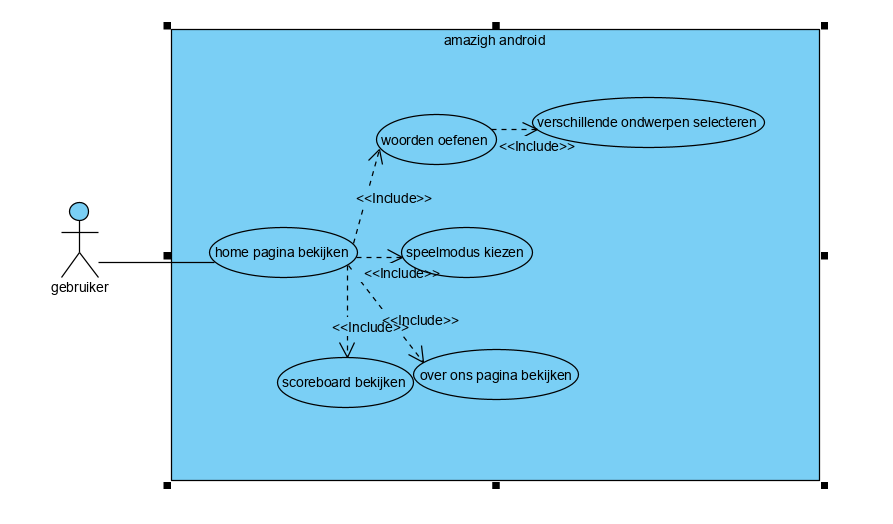 amazigh android
verschillende ondwerpen selecteren
woorden oefenen
<<Include>>
<<Include>>
home pagina bekijken
speelmodus kiezen
<<Include>>
gebruiker
<<Include>>
<<Include>>
over ons pagina bekijken
scoreboard bekijken